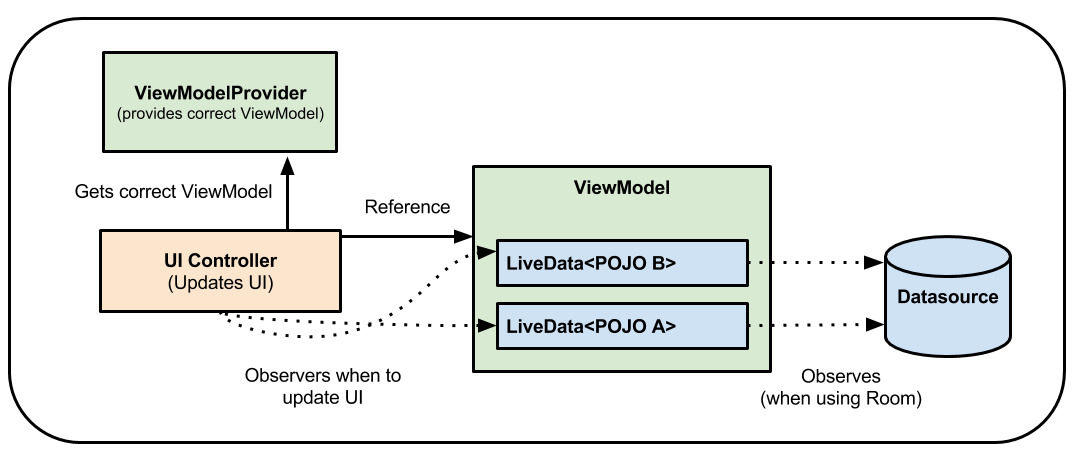 ViewModelProvider
(provides correct ViewModel)
Gets correct ViewModel
Reference
ViewModel
UI Controller
(Updates UI)
LiveData<POJO B>
LiveData<POJO A>
Datasource
Observers when to
update UI
Observes
(when using Room)